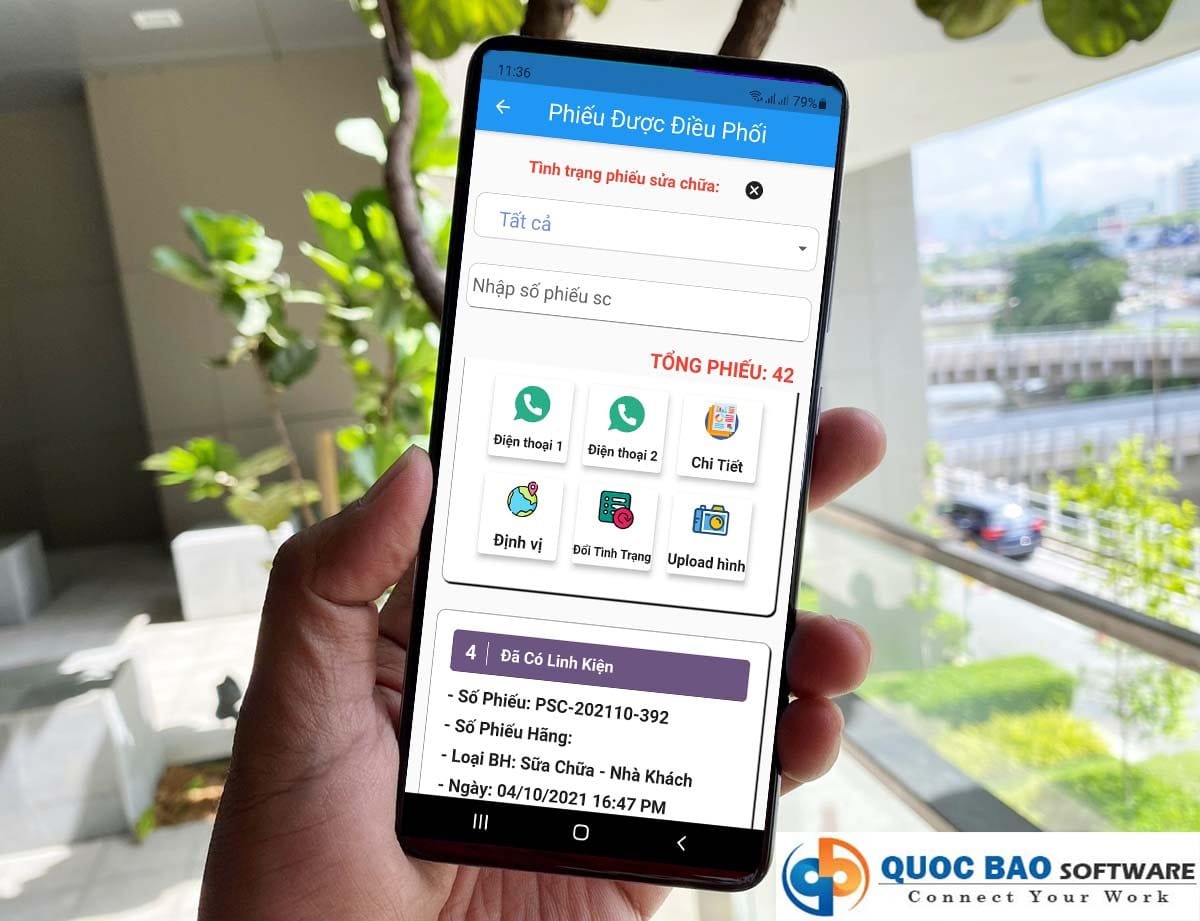 11:36
79%
Phiếu Được Điều Phối
Tình trạng phiếu sửa chữa:
Tất cả
Nhập số phiếu sc
TỔNG PHIẾU: 42
Điện thoại 1
Điện thoại 2
Chi Tiết
Định vị
Đổi Tình Trạng
Upload hình
4 Đã Có Linh Kiện
- Số Phiếu: PSC-202110-392
- Số Phiếu Hãng:
- Loại BH: Sữa Chữa - Nhà Khách
- Ngày: 04/10/2021 16:47 PM
QUOC BAO SOFTWARE
Connect Your Work